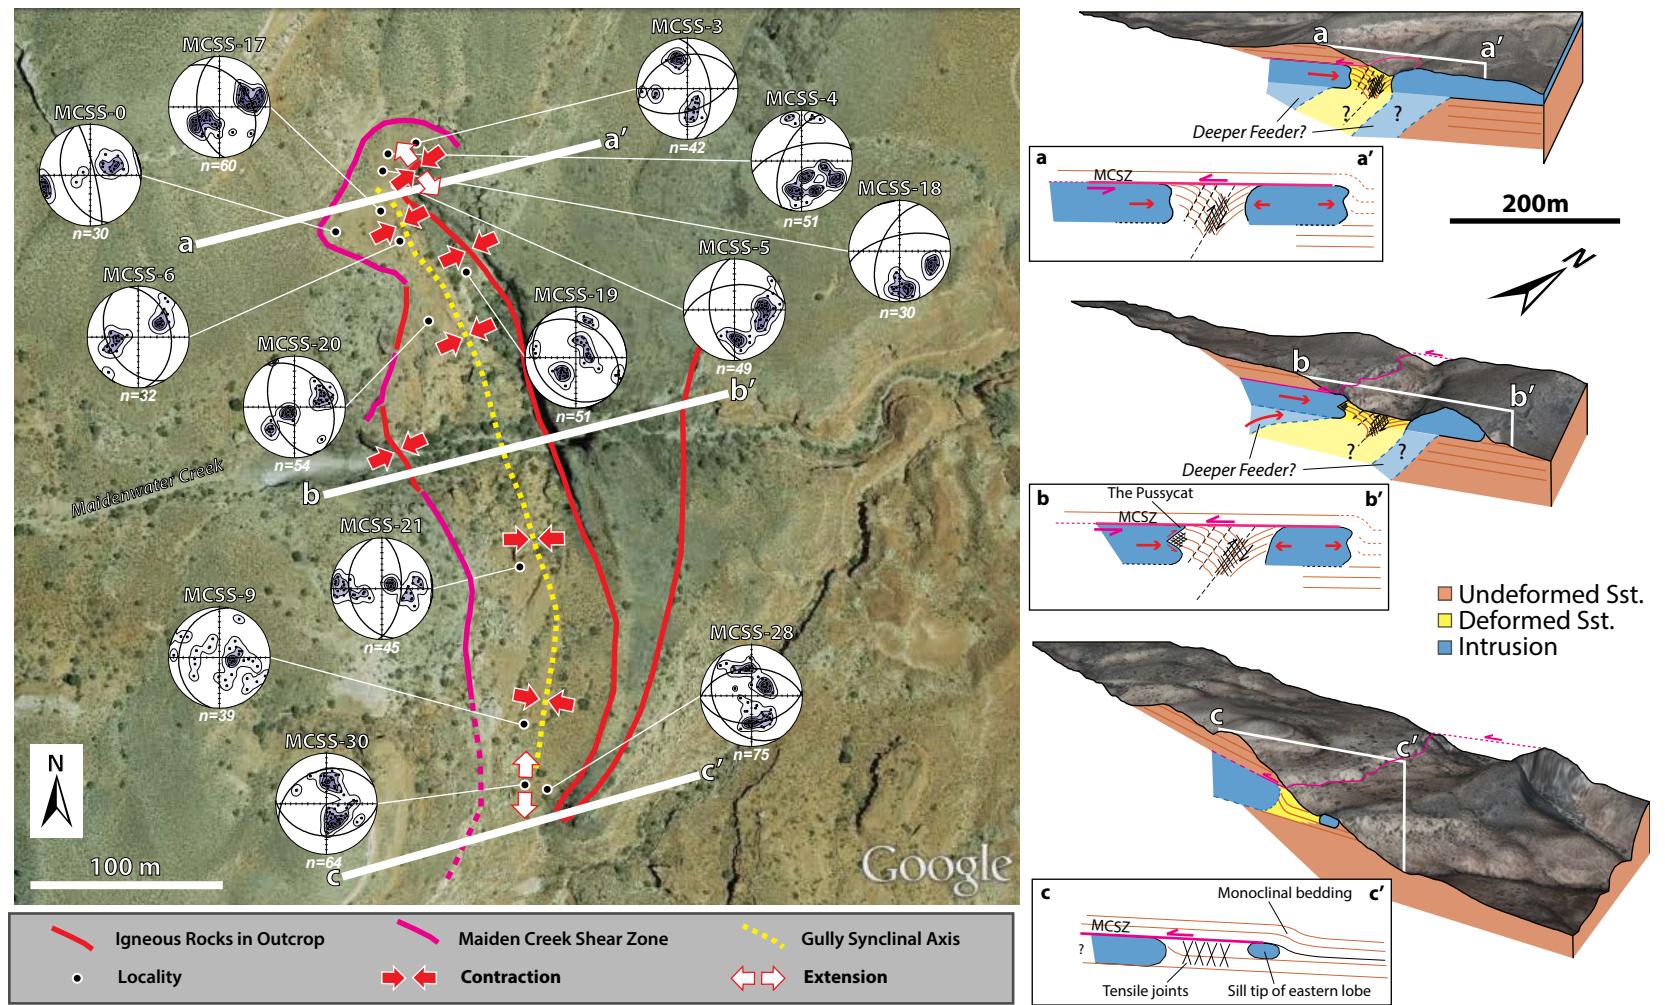 MCSS-17
n=60
MCSS-3
n=42
MCSS-0
n=30
MCSS-4
n=51
MCSS-18
n=30
MCSS-6
n=32
MCSS-5
n=49
MCSS-19
n=51
MCSS-20
n=54
MCSS-21
n=45
MCSS-9
n=39
MCSS-28
n=75
MCSS-30
n=64
a
a'
b
b'
c
c'
Maidenwater Creek
N
100 m
Google
Igneous Rocks in Outcrop
Maiden Creek Shear Zone
Gully Synclinal Axis
Locality
Contraction
Extension
a
a'
? ?
Deeper Feeder?
a a'
MCSZ
200m
N
b
b'
? ?
Deeper Feeder?
b b'
The Pussycat
MCSZ
Undeformed Sst.
Deformed Sst.
Intrusion
c
c'
c c'
Monoclinal bedding
MCSZ
?
Tensile joints
Sill tip of eastern lobe